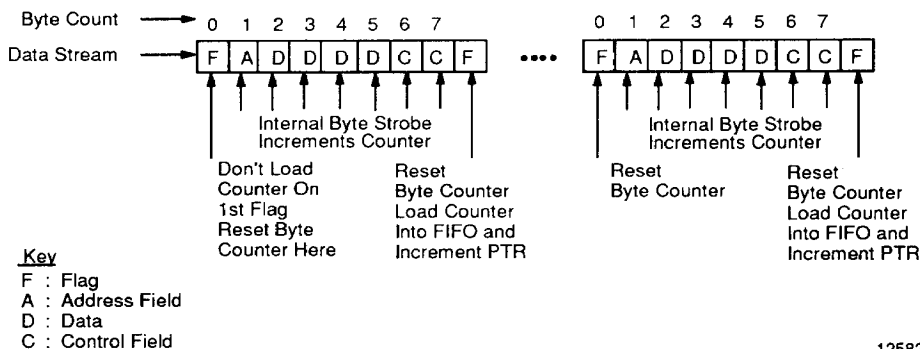 Byte Count 0 1 2 3 4 5 6 7 0 1 2 3 4 5 6 7
Data Stream F A D D D D C C F •••• F A D D D D C C F
Internal Byte Strobe
Increments Counter
Internal Byte Strobe
Increments Counter
Don't Load
Counter On
1st Flag
Reset Byte
Counter Here
Reset
Byte Counter
Load Counter
Into FIFO and
Increment PTR
Reset
Byte Counter
Reset
Byte Counter
Load Counter
Into FIFO and
Increment PTR
Key
F : Flag
A : Address Field
D : Data
C : Control Field